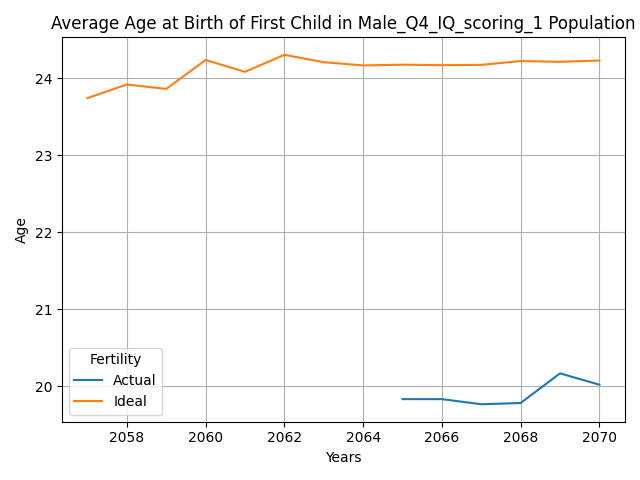 Average Age at Birth of First Child in Male_Q4_IQ_scoring_1 Population
24
23
22
21
20
Age
Fertility
Actual
Ideal
2058 2060 2062 2064 2066 2068 2070
Years